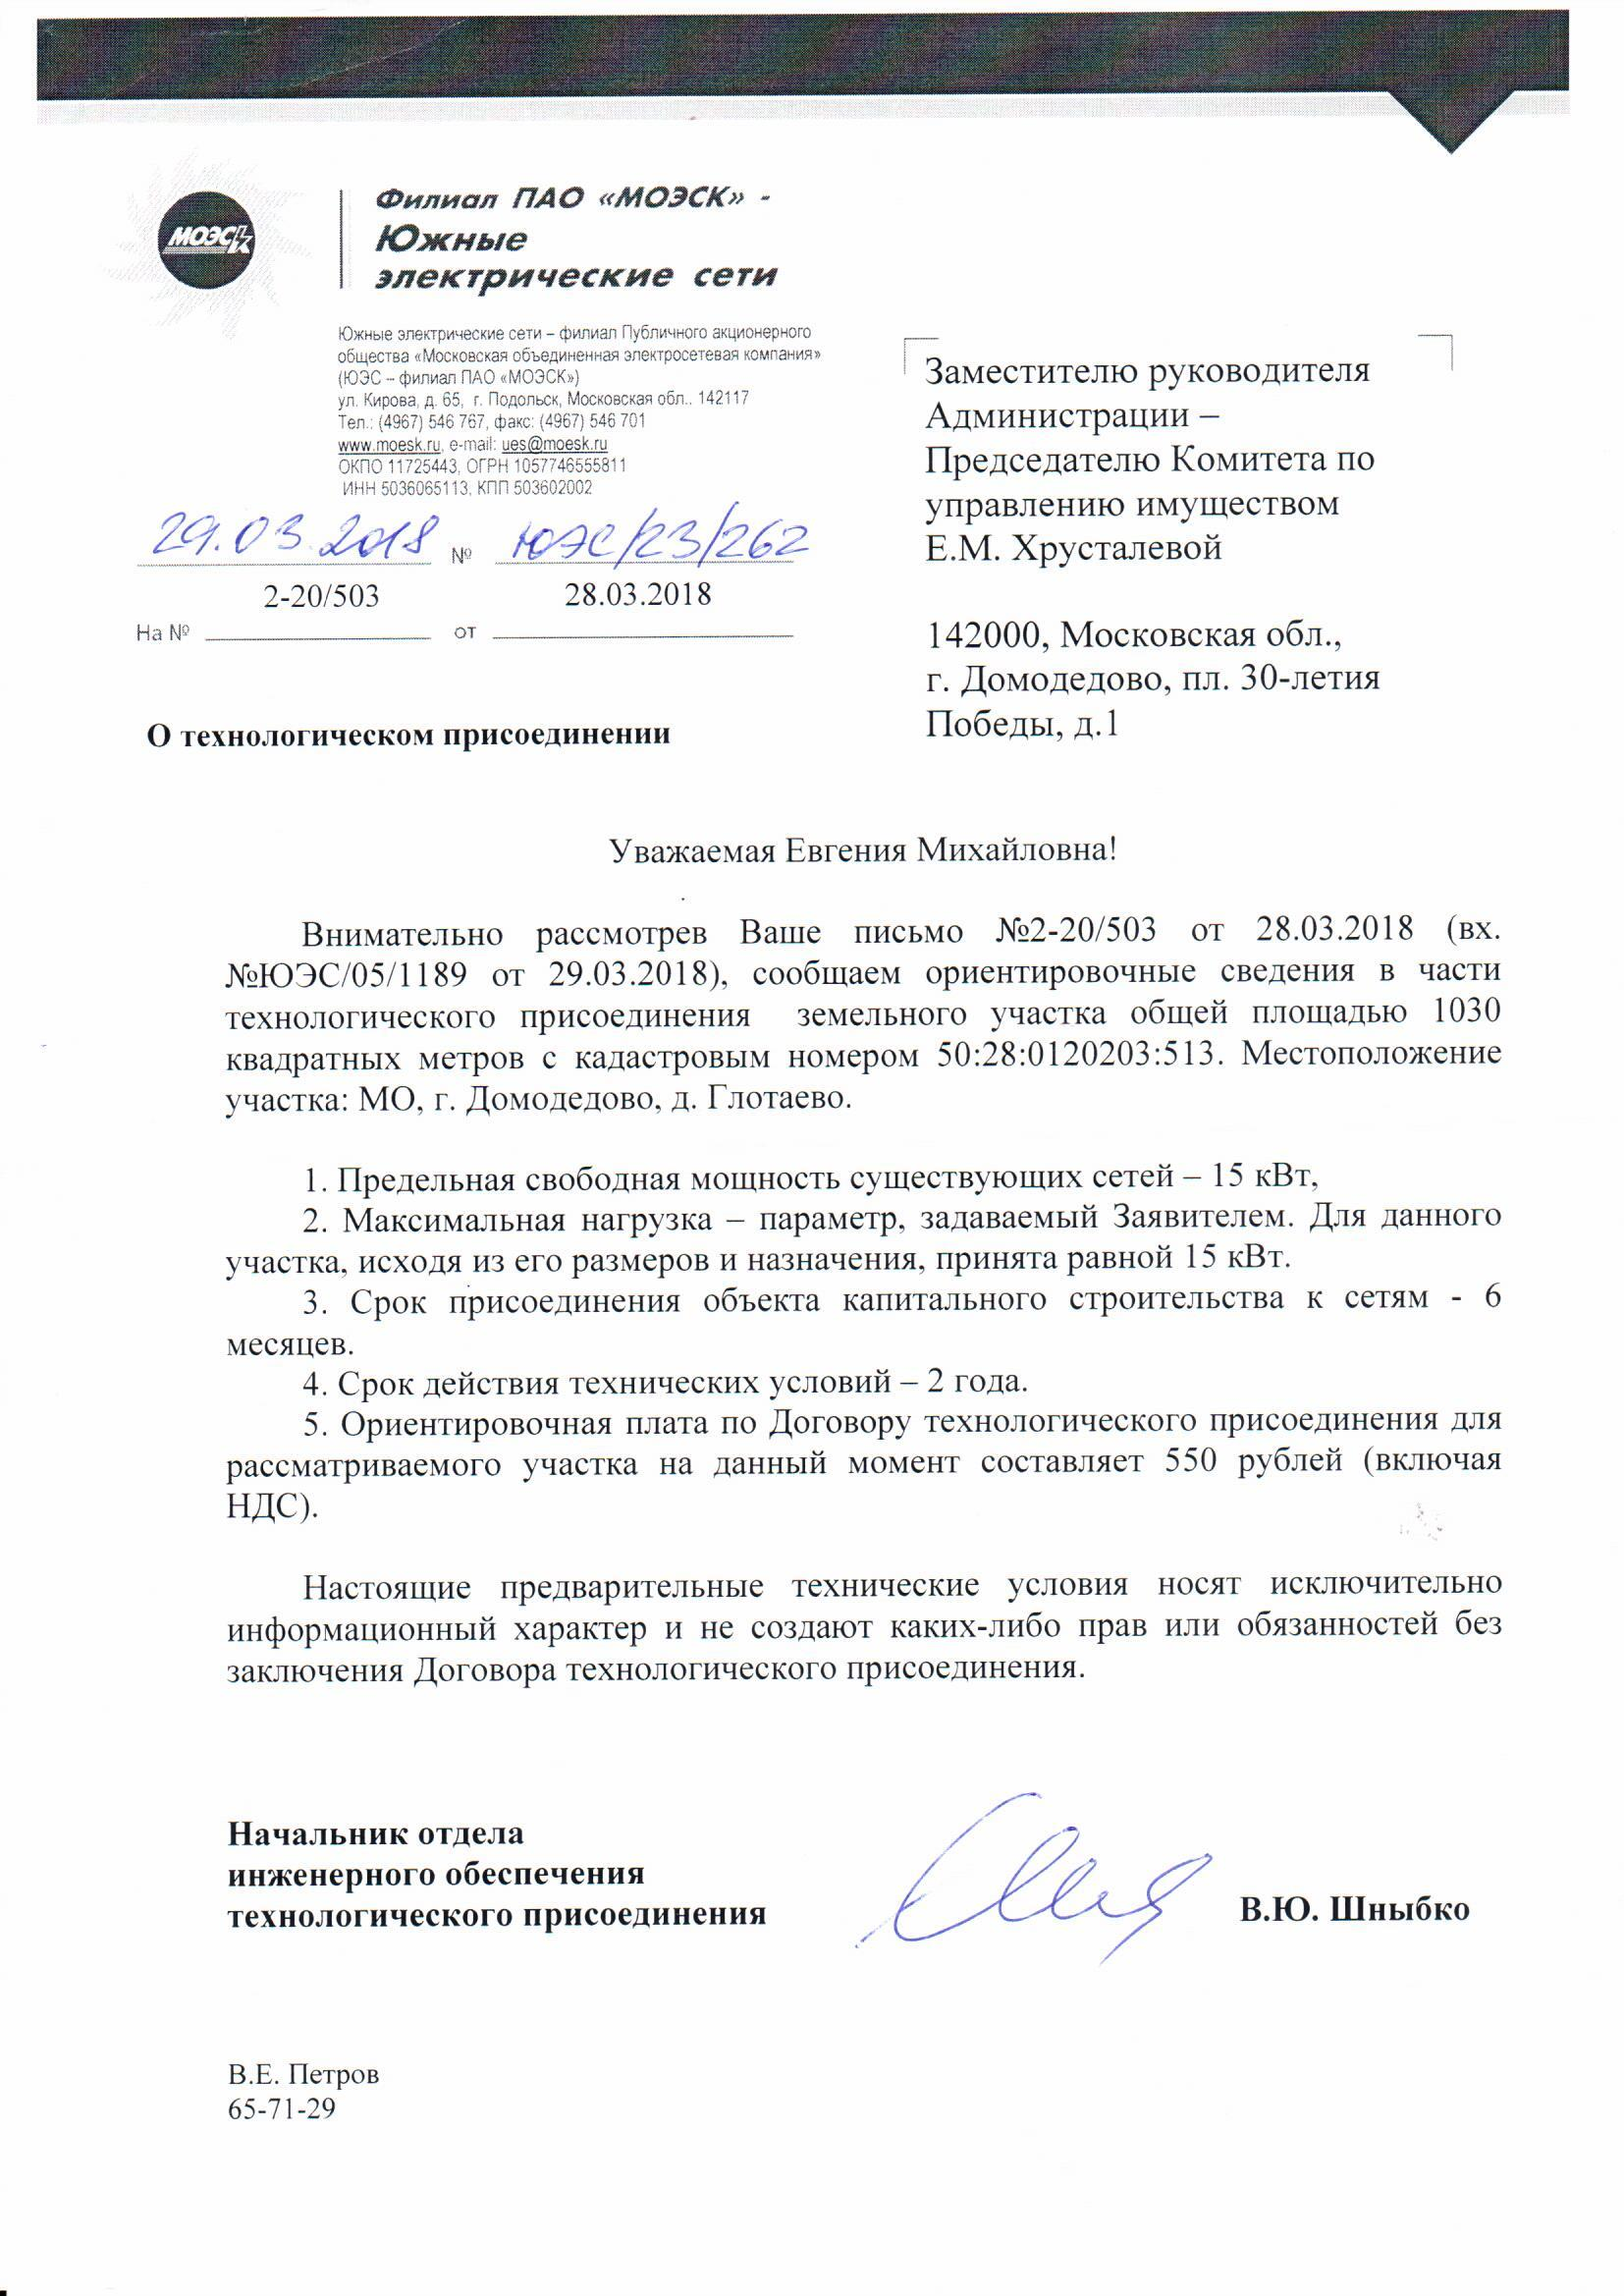 МОЭСК
Филиал ПАО «МОЭСК» -
Южные
электрические сети
Южные электрические сети – филиал Публичного акционерного
общества «Московская объединенная электросетевая компания»
(ЮЭС – филиал ПАО «МОЭСК»)
ул. Кирова, д. 65, г. Подольск, Московская обл.. 142117
Тел.: (4967) 546 767, факс: (4967) 546 701
www.moesk.ru, e-mail: ues@moesk.ru
ОКПО 11725443, ОГРН 1057746555811
ИНН 5036065113, КПП 503602002
29.03.2018 № ЮЭС/23/262
2-20/503 28.03.2018
На № от
Заместителю руководителя
Администрации –
Председателю Комитета по
управлению имуществом
Е.М. Хрусталевой
142000, Московская обл.,
г. Домодедово, пл. 30-летия
Победы, д.1
О технологическом присоединении
Уважаемая Евгения Михайловна!
Внимательно рассмотрев Ваше письмо №2-20/503 от 28.03.2018 (вх.
№ЮЭС/05/1189 от 29.03.2018), сообщаем ориентировочные сведения в части
технологического присоединения земельного участка общей площадью 1030
квадратных метров с кадастровым номером 50:28:0120203:513. Местоположение
участка: МО, г. Домодедово, д. Глотаево.
1. Предельная свободная мощность существующих сетей – 15 кВт,
2. Максимальная нагрузка – параметр, задаваемый Заявителем. Для данного
участка, исходя из его размеров и назначения, принята равной 15 кВт.
3. Срок присоединения объекта капитального строительства к сетям - 6
месяцев.
4. Срок действия технических условий – 2 года.
5. Ориентировочная плата по Договору технологического присоединения для
рассматриваемого участка на данный момент составляет 550 рублей (включая
НДС).
Настоящие предварительные технические условия носят исключительно
информационный характер и не создают каких-либо прав или обязанностей без
заключения Договора технологического присоединения.
Начальник отдела
инженерного обеспечения
технологического присоединения
В.Ю. Шныбко
В.Е. Петров
65-71-29